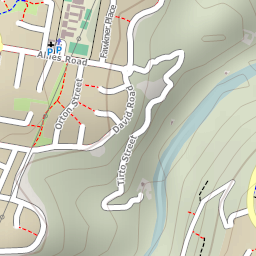 Fawkner Place
Allies Road
P P
Orton Street
David Road
Tirto Street